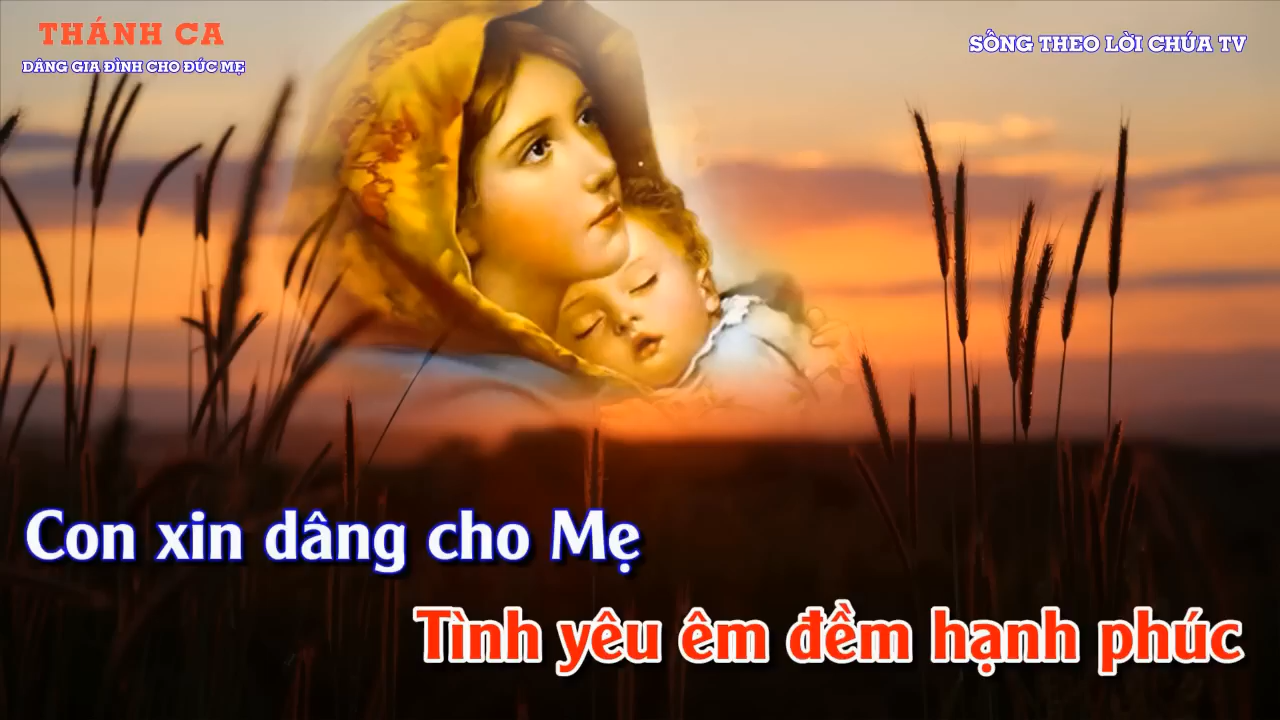 THÁNH CA
DÂNG GIA ĐÌNH CHO ĐỨC MẸ
SỐNG THEO LỜI CHÚA TV
Con xin dâng cho Mẹ
Tình yêu êm đềm hạnh phúc